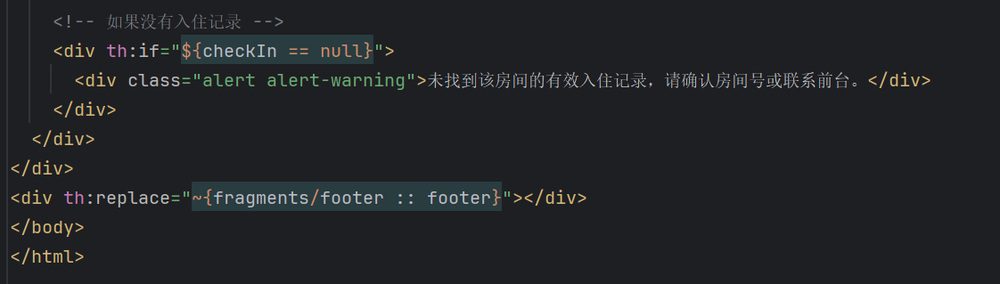 <!-- 如果没有入住记录 -->
<div th:if="${checkIn == null}">
<div class="alert alert-warning">未找到该房间的有效入住记录，请确认房间号或联系前台。</div>
</div>
</div>
</div>
<div th:replace="~{fragments/footer :: footer}"></div>
</body>
</html>